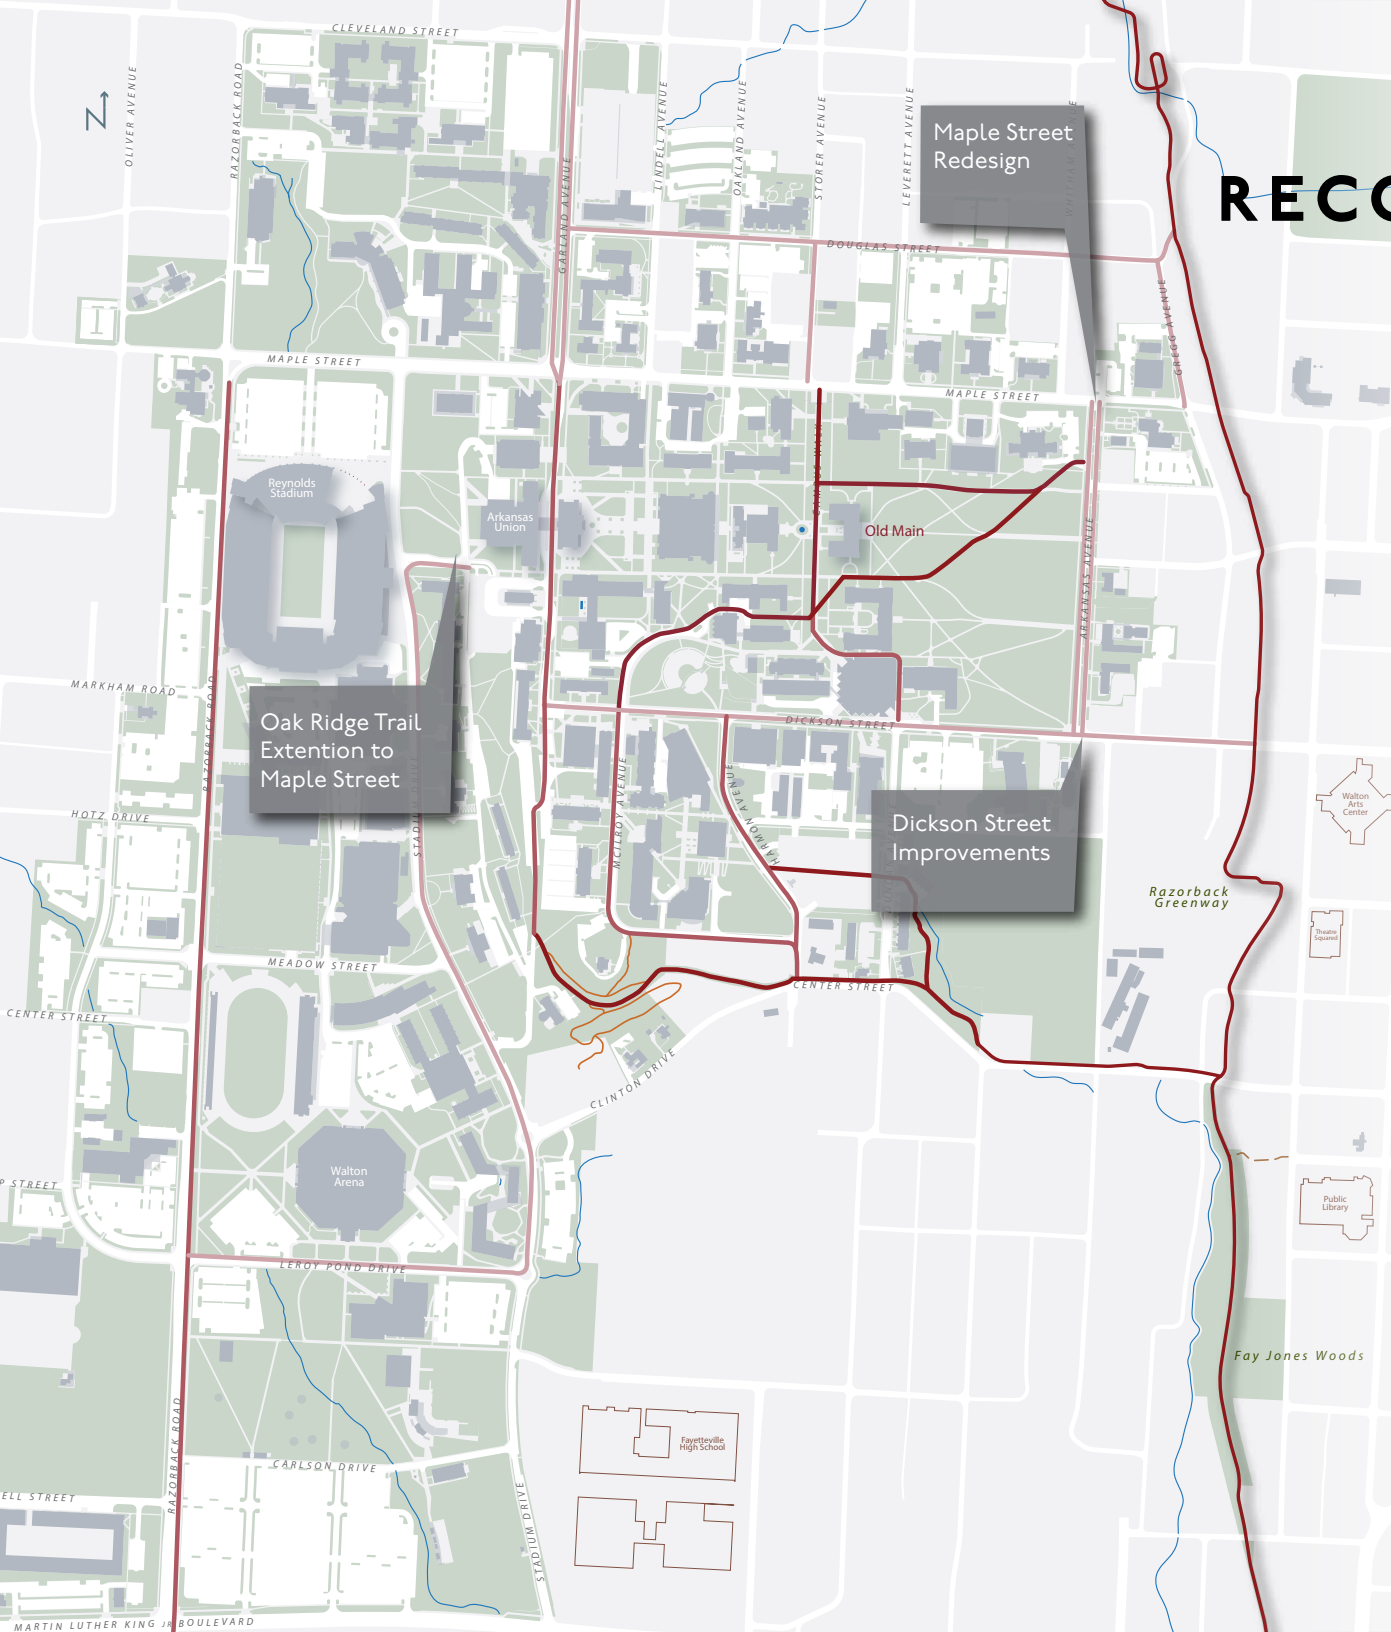 CLEVELAND STREET
OLIVER AVENUE
RAZORBACK ROAD
N
LINDELL AVENUE
OAKLAND AVENUE
STORER AVENUE
LEVERETT AVENUE
GARLAND AVENUE
Maple Street
Redesign
RECO
DOUGLAS STREET
GREGG AVENUE
MAPLE STREET
MAPLE STREET
Reynolds
Stadium
Arkansas
Union
CAMPUS WALK
Old Main
ARKANSAS AVENUE
MARKHAM ROAD
RAZORBACK ROAD
Oak Ridge Trail
Extention to
Maple Street
DICKSON STREET
HOTZ DRIVE
STADIUM DRIVE
MCILROY AVENUE
HARMON AVENUE
Dickson Street
Improvements
Walton
Arts
Center
Razorback
Greenway
Theatre
Squared
MEADOW STREET
CENTER STREET
CENTER STREET
CLINTON DRIVE
Walton
Arena
P STREET
Public
Library
LEROY POND DRIVE
Fay Jones Woods
RAZORBACK ROAD
Fayetteville
High School
CARLSON DRIVE
ELL STREET
STADIUM DRIVE
MARTIN LUTHER KING JR BOULEVARD